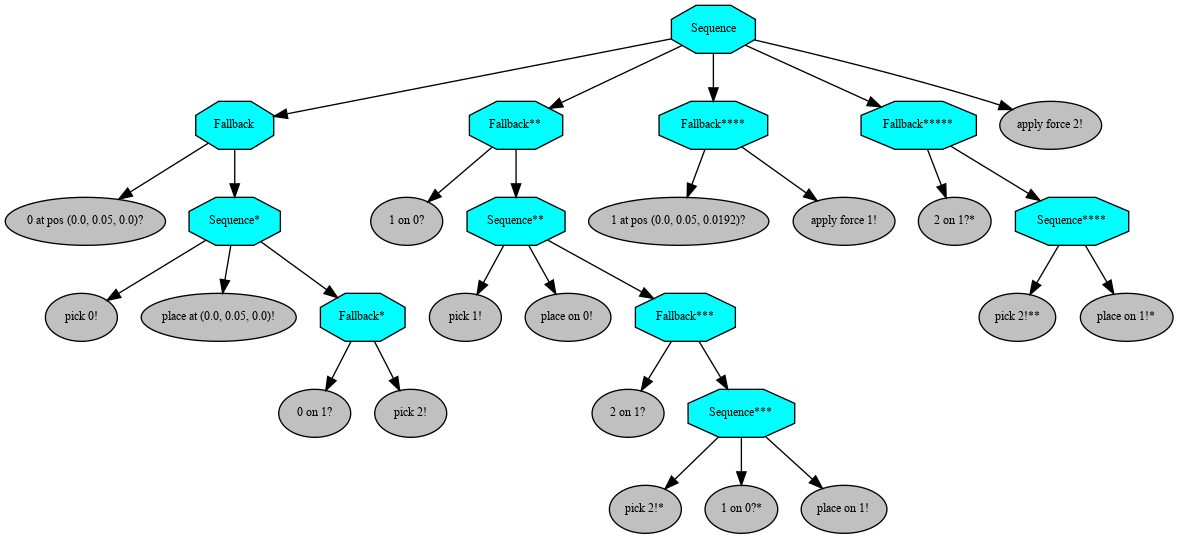 Sequence
Fallback
Fallback**
Fallback****
Fallback*****
apply force 2!
0 at pos (0.0, 0.05, 0.0)?
Sequence*
1 on 0?
Sequence**
1 at pos (0.0, 0.05, 0.0192)?
apply force 1!
2 on 1?*
Sequence****
pick 0!
place at (0.0, 0.05, 0.0)!
Fallback*
pick 1!
place on 0!
Fallback***
pick 2!**
place on 1!*
0 on 1?
pick 2!
2 on 1?
Sequence***
pick 2!*
1 on 0?*
place on 1!